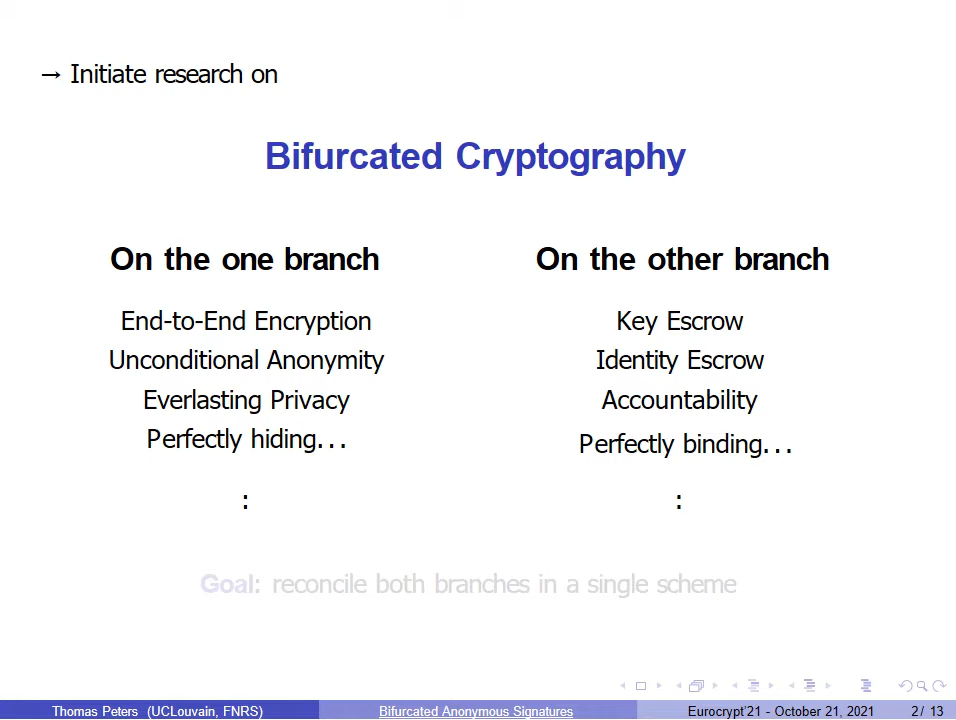 → Initiate research on
Bifurcated Cryptography
On the one branch
End-to-End Encryption
Unconditional Anonymity
Everlasting Privacy
Perfectly hiding...
:
On the other branch
Key Escrow
Identity Escrow
Accountability
Perfectly binding...
:
Goal: reconcile both branches in a single scheme
Thomas Peters (UCLouvain, FNRS)
Bifurcated Anonymous Signatures
Eurocrypt'21 - October 21, 2021
2 / 13